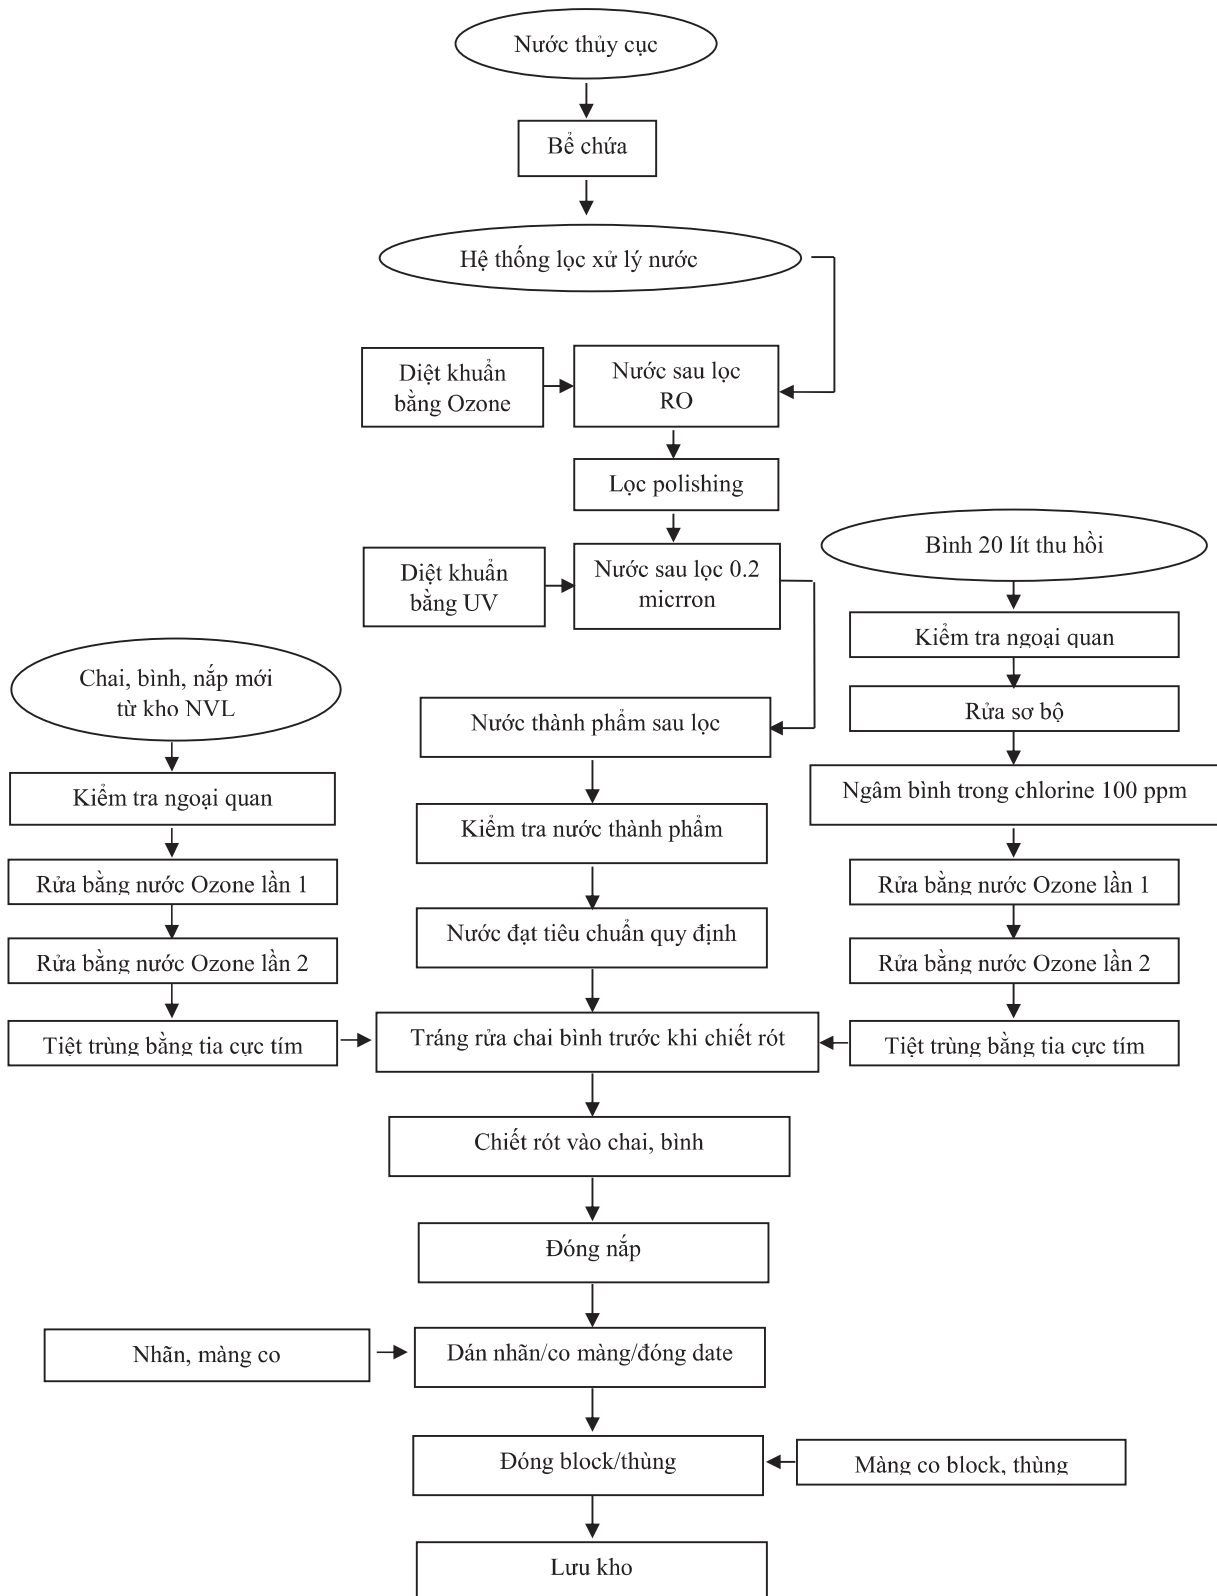 Nước thủy cục
Bể chứa
Hệ thống lọc xử lý nước
Diệt khuẩn
bằng Ozone
Nước sau lọc
RO
Lọc polishing
Diệt khuẩn
bằng UV
Nước sau lọc 0.2
micrron
Bình 20 lít thu hồi
Kiểm tra ngoại quan
Rửa sơ bộ
Ngâm bình trong chlorine 100 ppm
Rửa bằng nước Ozone lần 1
Rửa bằng nước Ozone lần 2
Tiệt trùng bằng tia cực tím
Chai, bình, nắp mới
từ kho NVL
Kiểm tra ngoại quan
Rửa bằng nước Ozone lần 1
Rửa bằng nước Ozone lần 2
Tiệt trùng bằng tia cực tím
Nước thành phẩm sau lọc
Kiểm tra nước thành phẩm
Nước đạt tiêu chuẩn quy định
Tráng rửa chai bình trước khi chiết rót
Chiết rót vào chai, bình
Đóng nắp
Nhãn, màng co
Dán nhãn/co màng/đóng date
Đóng block/thùng
Màng co block, thùng
Lưu kho